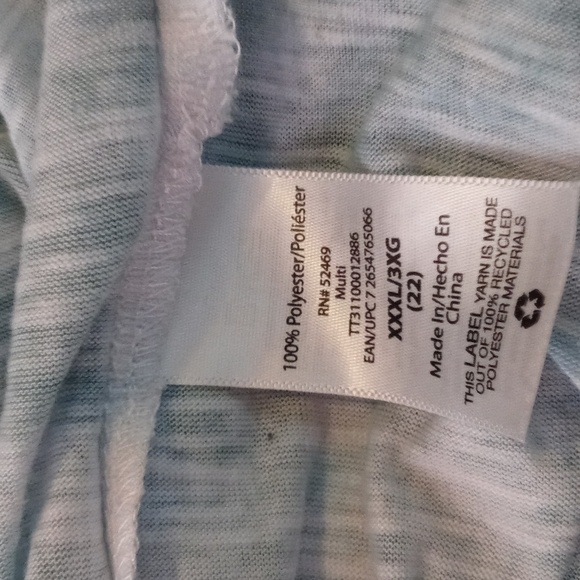 100% Polyester/Poliéster
RN# 52469
Multi
TT31100012886
EAN/UPC 7 2654765066
XXXL/3XG
(22)
Made In/Hecho En
China
THIS LABEL YARN IS MADE
OUT OF 100% RECYCLED
POLYESTER MATERIALS